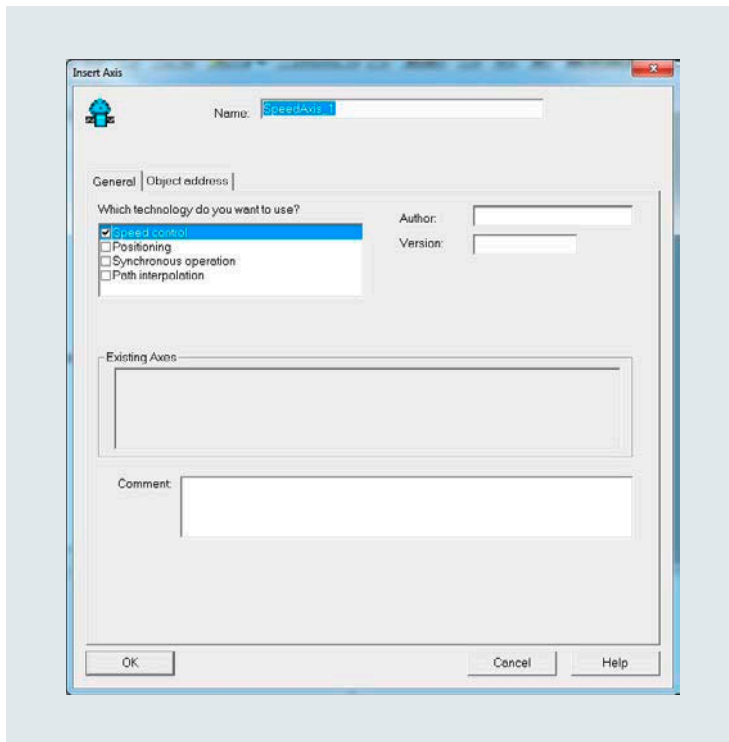 Insert Axis
Name: SpeedAxis_1
General Object address
Which technology do you want to use?
Author:
Speed control
Version:
Positioning
Synchronous operation
Path interpolation
Existing Axes
Comment:
OK Cancel Help